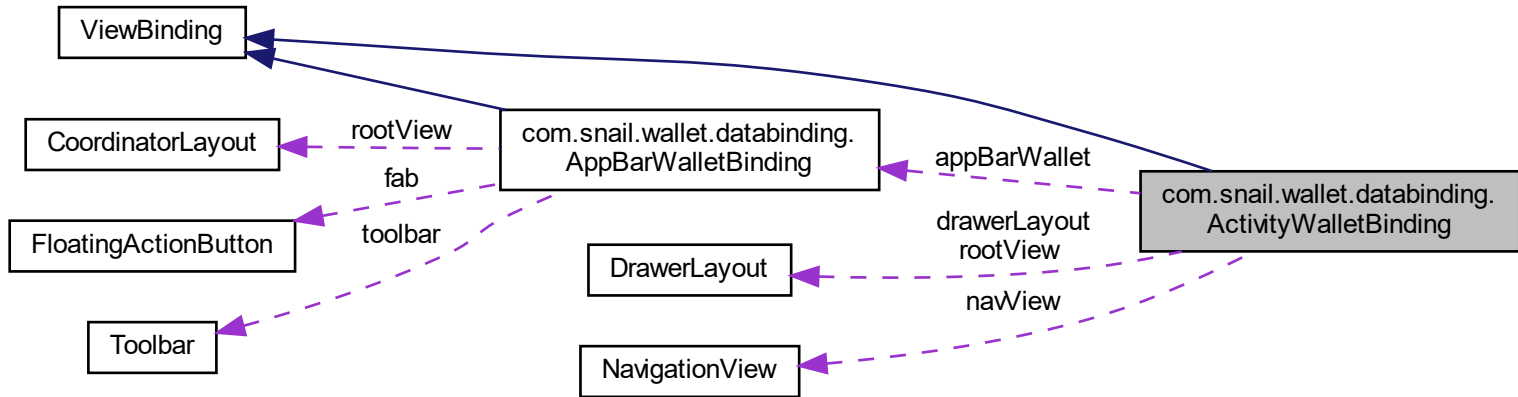 ViewBinding
CoordinatorLayout
rootView
com.snail.wallet.databinding.
AppBarWalletBinding
appBarWallet
com.snail.wallet.databinding.
ActivityWalletBinding
fab
FloatingActionButton
toolbar
drawerLayout
rootView
DrawerLayout
navView
Toolbar
NavigationView